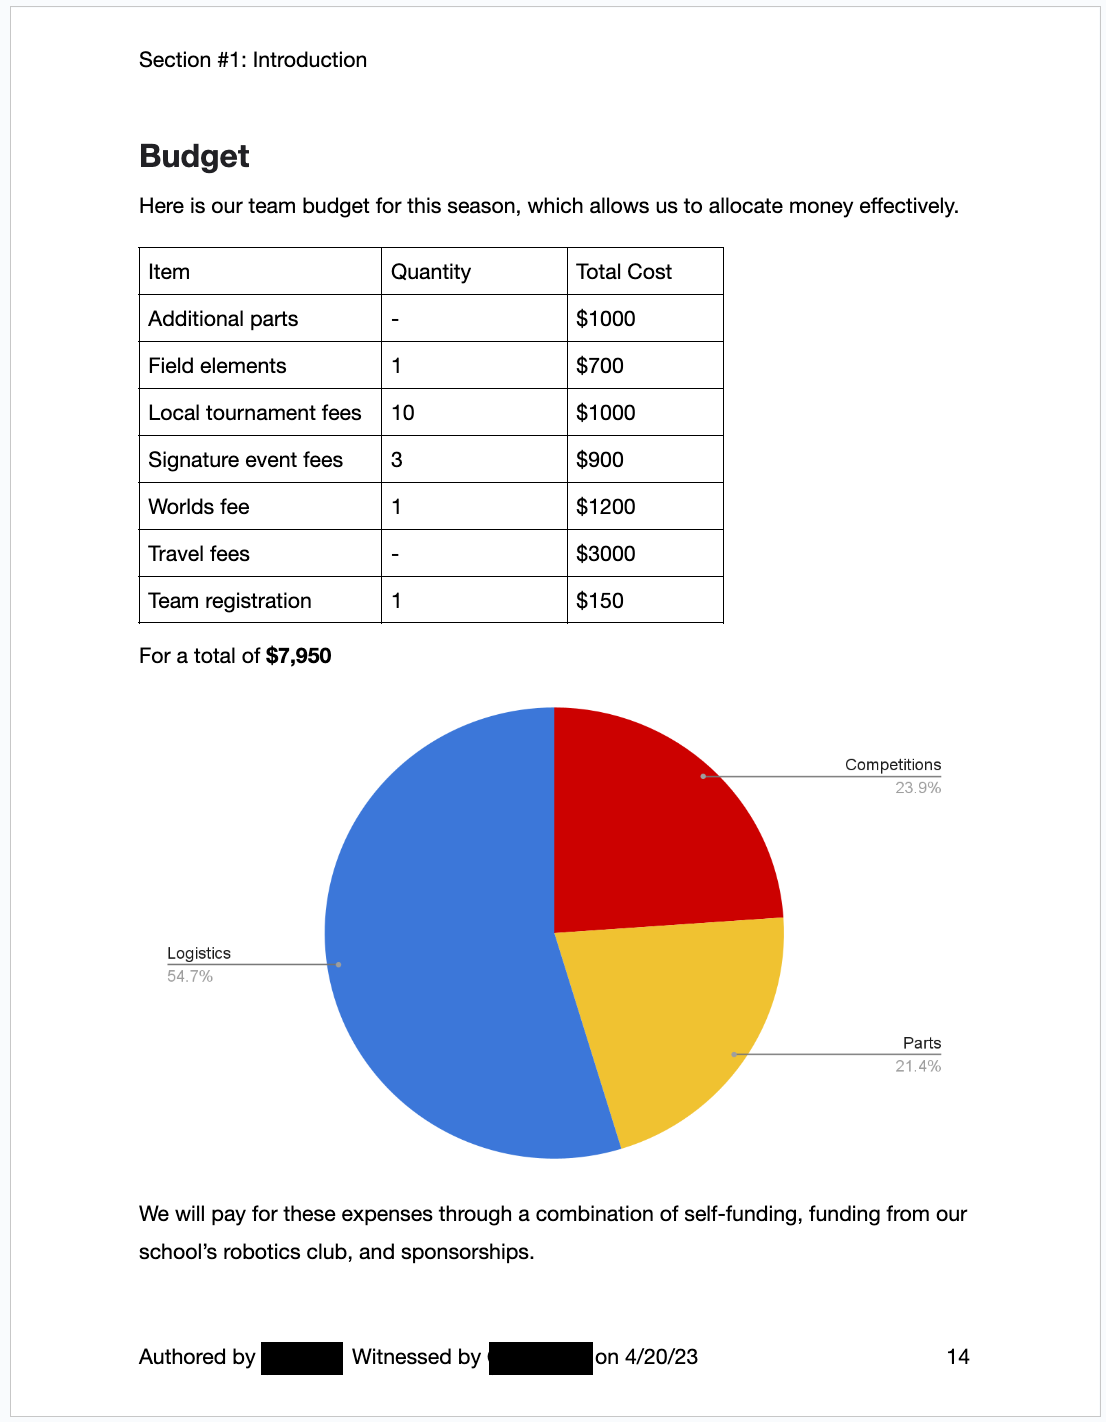 Section #1: Introduction
Budget
Here is our team budget for this season, which allows us to allocate money effectively.
Item Quantity Total Cost
Additional parts - $1000
Field elements 1 $700
Local tournament fees 10 $1000
Signature event fees 3 $900
Worlds fee 1 $1200
Travel fees - $3000
Team registration 1 $150
For a total of $7,950
Competitions
23.9%
Logistics
54.7%
Parts
21.4%
We will pay for these expenses through a combination of self-funding, funding from our
school’s robotics club, and sponsorships.
Authored by Witnessed by on 4/20/23 14